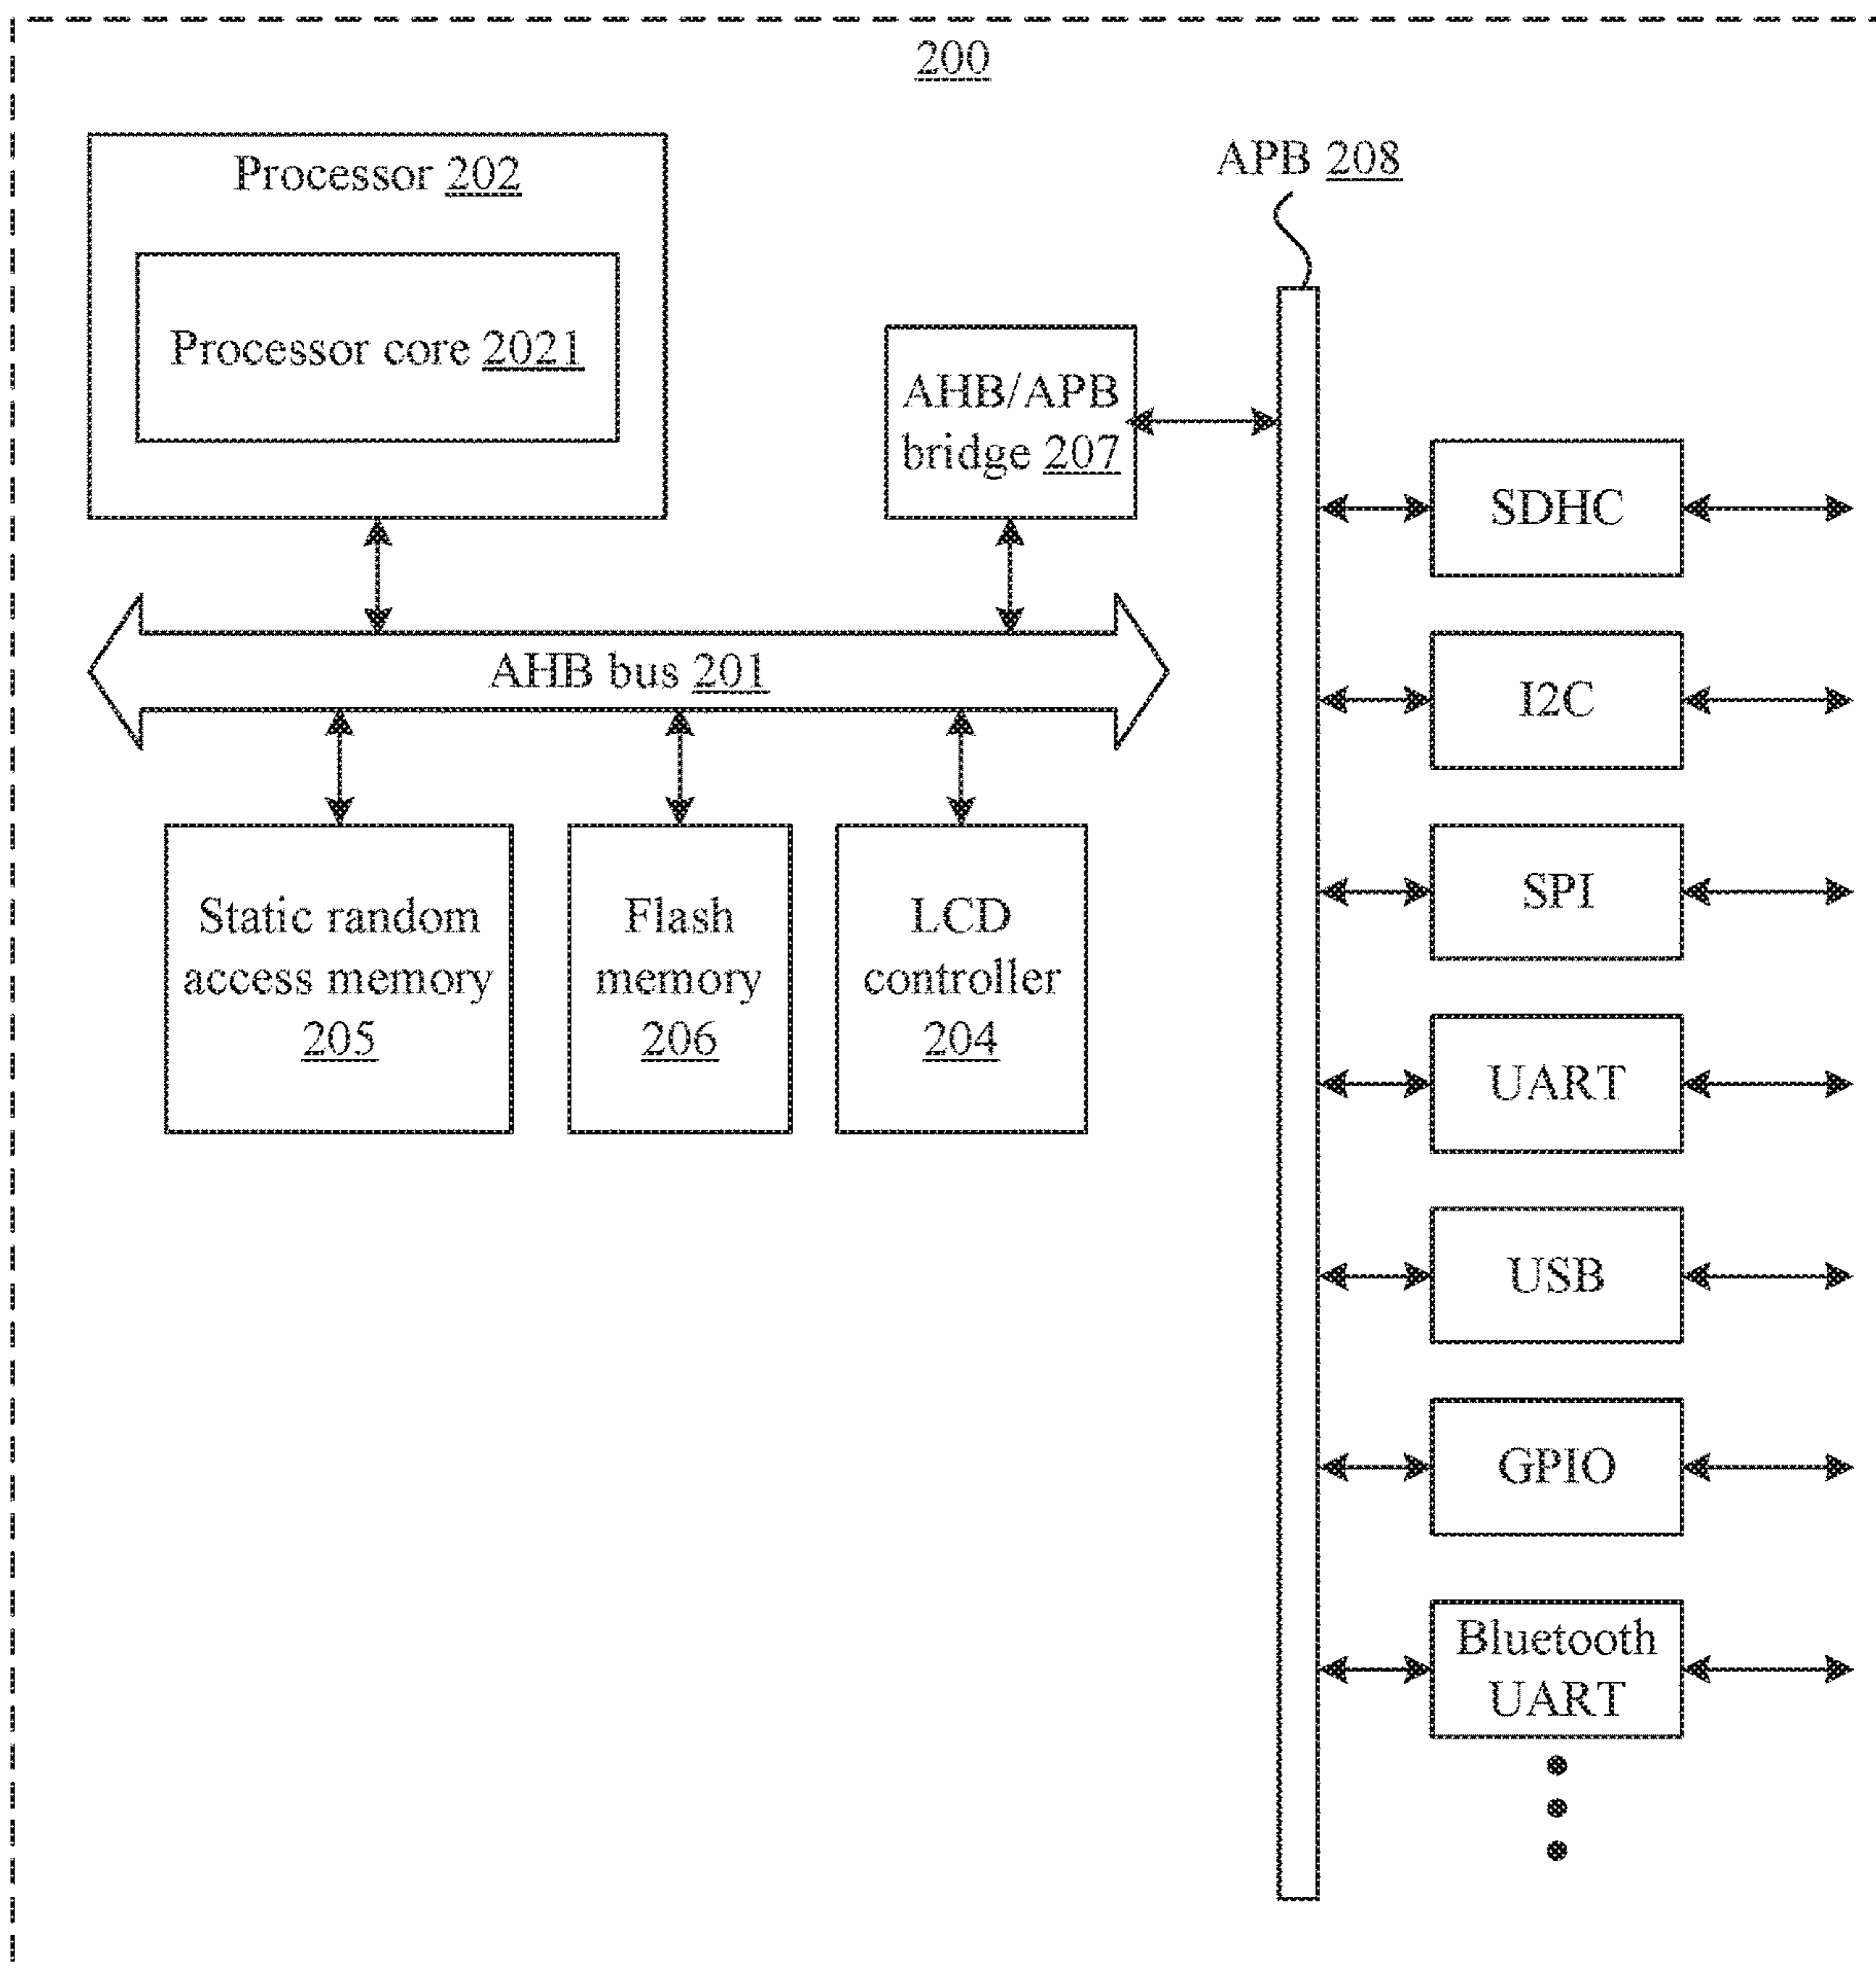 200
Processor 202
Processor core 2021
APB 208
AHB/APB
bridge 207
AHB bus 201
Static random
access memory
205
Flash
memory
206
LCD
controller
204
SDHC
I2C
SPI
UART
USB
GPIO
Bluetooth
UART